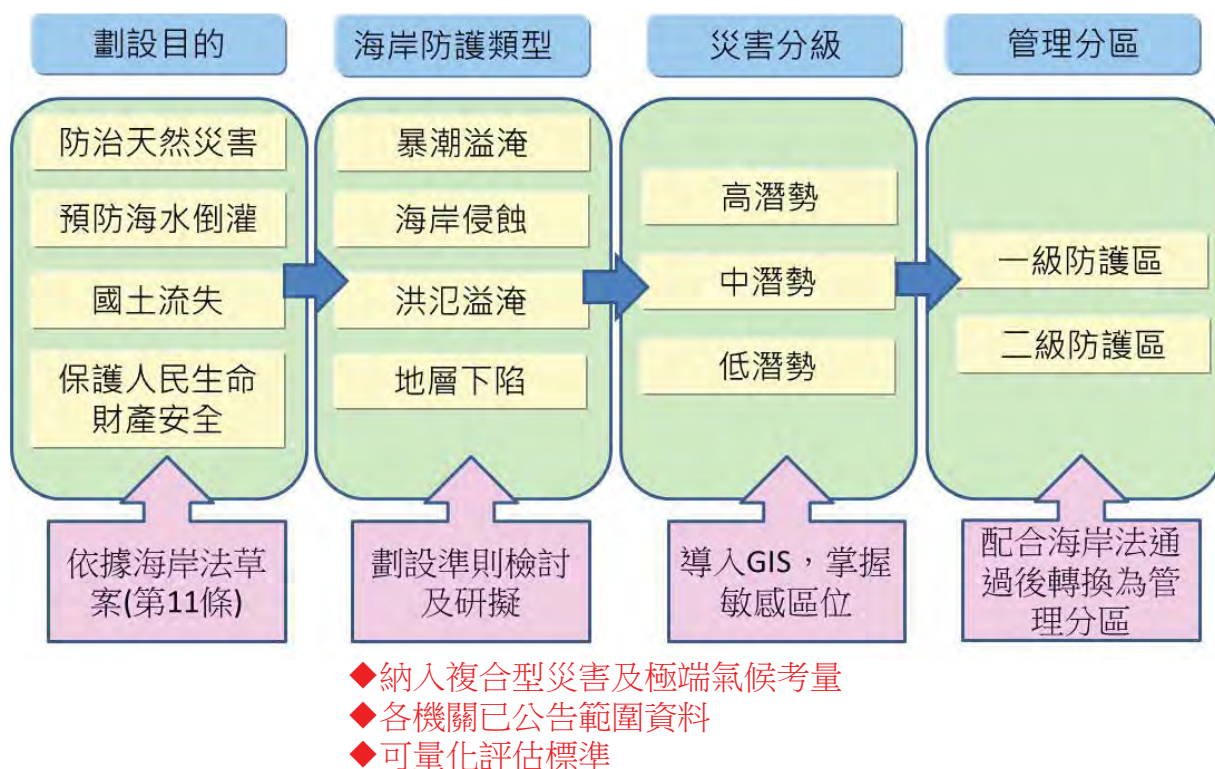 劃設目的
防治天然災害
預防海水倒灌
國土流失
保護人民生命
財產安全
依據海岸法草
案(第11條)
海岸防護類型
暴潮溢淹
海岸侵蝕
洪氾溢淹
地層下陷
劃設準則檢討
及研擬
◆納入複合型災害及極端氣候考量
◆各機關已公告範圍資料
◆可量化評估標準
災害分級
高潛勢
中潛勢
低潛勢
導入GIS，掌握
敏感區位
管理分區
一級防護區
二級防護區
配合海岸法通
過後轉換為管
理分區